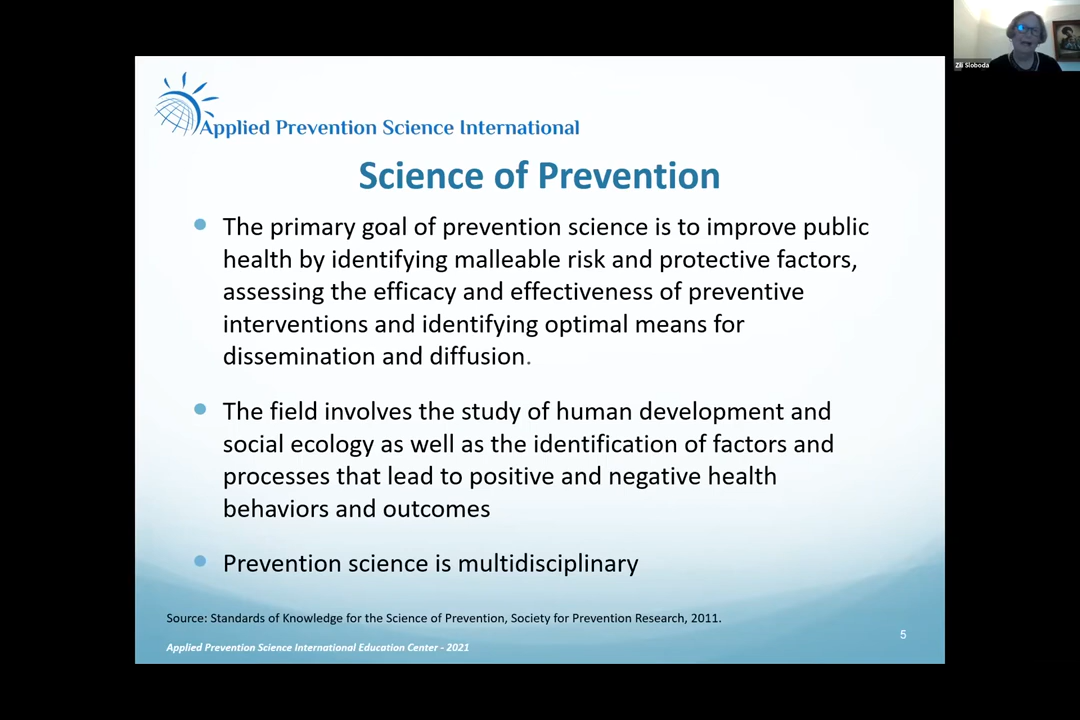 Zili Sloboda
Applied Prevention Science International
Science of Prevention
The primary goal of prevention science is to improve public
health by identifying malleable risk and protective factors,
assessing the efficacy and effectiveness of preventive
interventions and identifying optimal means for
dissemination and diffusion.
The field involves the study of human development and
social ecology as well as the identification of factors and
processes that lead to positive and negative health
behaviors and outcomes
Prevention science is multidisciplinary
Source: Standards of Knowledge for the Science of Prevention, Society for Prevention Research, 2011.
5
Applied Prevention Science International Education Center - 2021